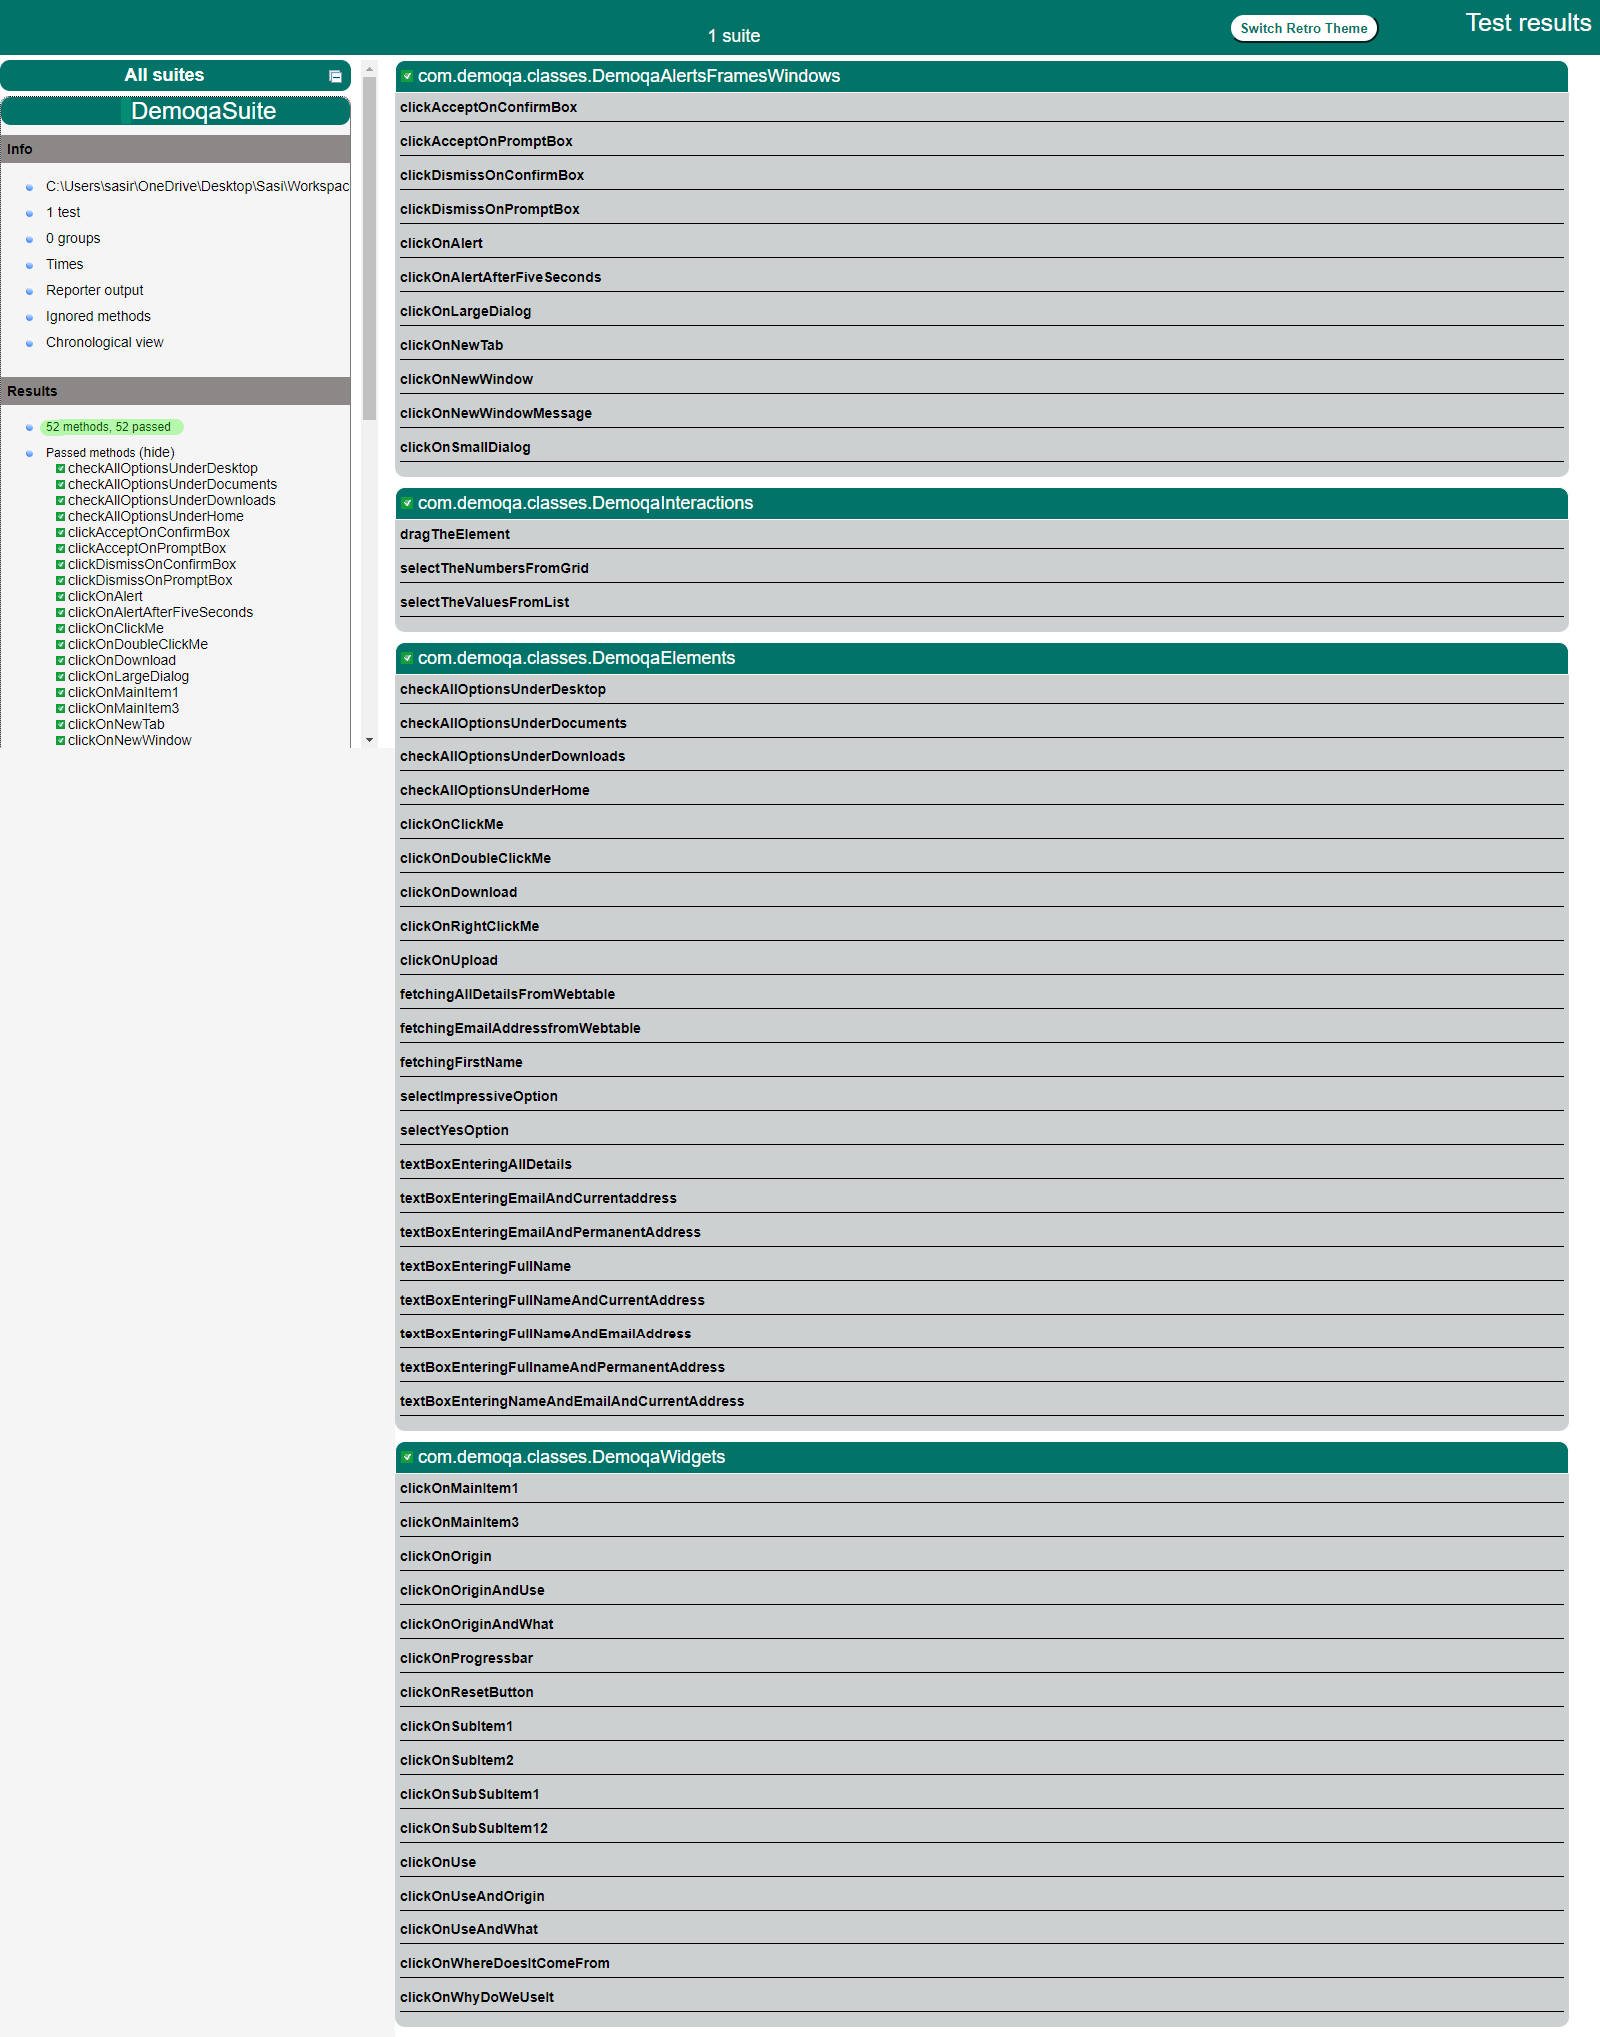 1 suite
Switch Retro Theme
Test results
All suites
DemoqaSuite
Info
C:\Users\sasir\OneDrive\Desktop\Sasi\Workspac
1 test
0 groups
Times
Reporter output
Ignored methods
Chronological view
Results
52 methods, 52 passed
Passed methods (hide)
checkAllOptionsUnderDesktop
checkAllOptionsUnderDocuments
checkAllOptionsUnderDownloads
checkAllOptionsUnderHome
clickAcceptOnConfirmBox
clickAcceptOnPromptBox
clickDismissOnConfirmBox
clickDismissOnPromptBox
clickOnAlert
clickOnAlertAfterFiveSeconds
clickOnClickMe
clickOnDoubleClickMe
clickOnDownload
clickOnLargeDialog
clickOnMainItem1
clickOnMainItem3
clickOnNewTab
clickOnNewWindow
com.demoqa.classes.DemoqaAlertsFramesWindows
clickAcceptOnConfirmBox
clickAcceptOnPromptBox
clickDismissOnConfirmBox
clickDismissOnPromptBox
clickOnAlert
clickOnAlertAfterFiveSeconds
clickOnLargeDialog
clickOnNewTab
clickOnNewWindow
clickOnNewWindowMessage
clickOnSmallDialog
com.demoqa.classes.DemoqaInteractions
dragTheElement
selectTheNumbersFromGrid
selectTheValuesFromList
com.demoqa.classes.DemoqaElements
checkAllOptionsUnderDesktop
checkAllOptionsUnderDocuments
checkAllOptionsUnderDownloads
checkAllOptionsUnderHome
clickOnClickMe
clickOnDoubleClickMe
clickOnDownload
clickOnRightClickMe
clickOnUpload
fetchingAllDetailsFromWebtable
fetchingEmailAddressfromWebtable
fetchingFirstName
selectImpressiveOption
selectYesOption
textBoxEnteringAllDetails
textBoxEnteringEmailAndCurrentaddress
textBoxEnteringEmailAndPermanentAddress
textBoxEnteringFullName
textBoxEnteringFullNameAndCurrentAddress
textBoxEnteringFullNameAndEmailAddress
textBoxEnteringFullnameAndPermanentAddress
textBoxEnteringNameAndEmailAndCurrentAddress
com.demoqa.classes.DemoqaWidgets
clickOnMainItem1
clickOnMainItem3
clickOnOrigin
clickOnOriginAndUse
clickOnOriginAndWhat
clickOnProgressbar
clickOnResetButton
clickOnSubItem1
clickOnSubItem2
clickOnSubSubItem1
clickOnSubSubItem12
clickOnUse
clickOnUseAndOrigin
clickOnUseAndWhat
clickOnWhereDoesItComeFrom
clickOnWhyDoWeUseIt